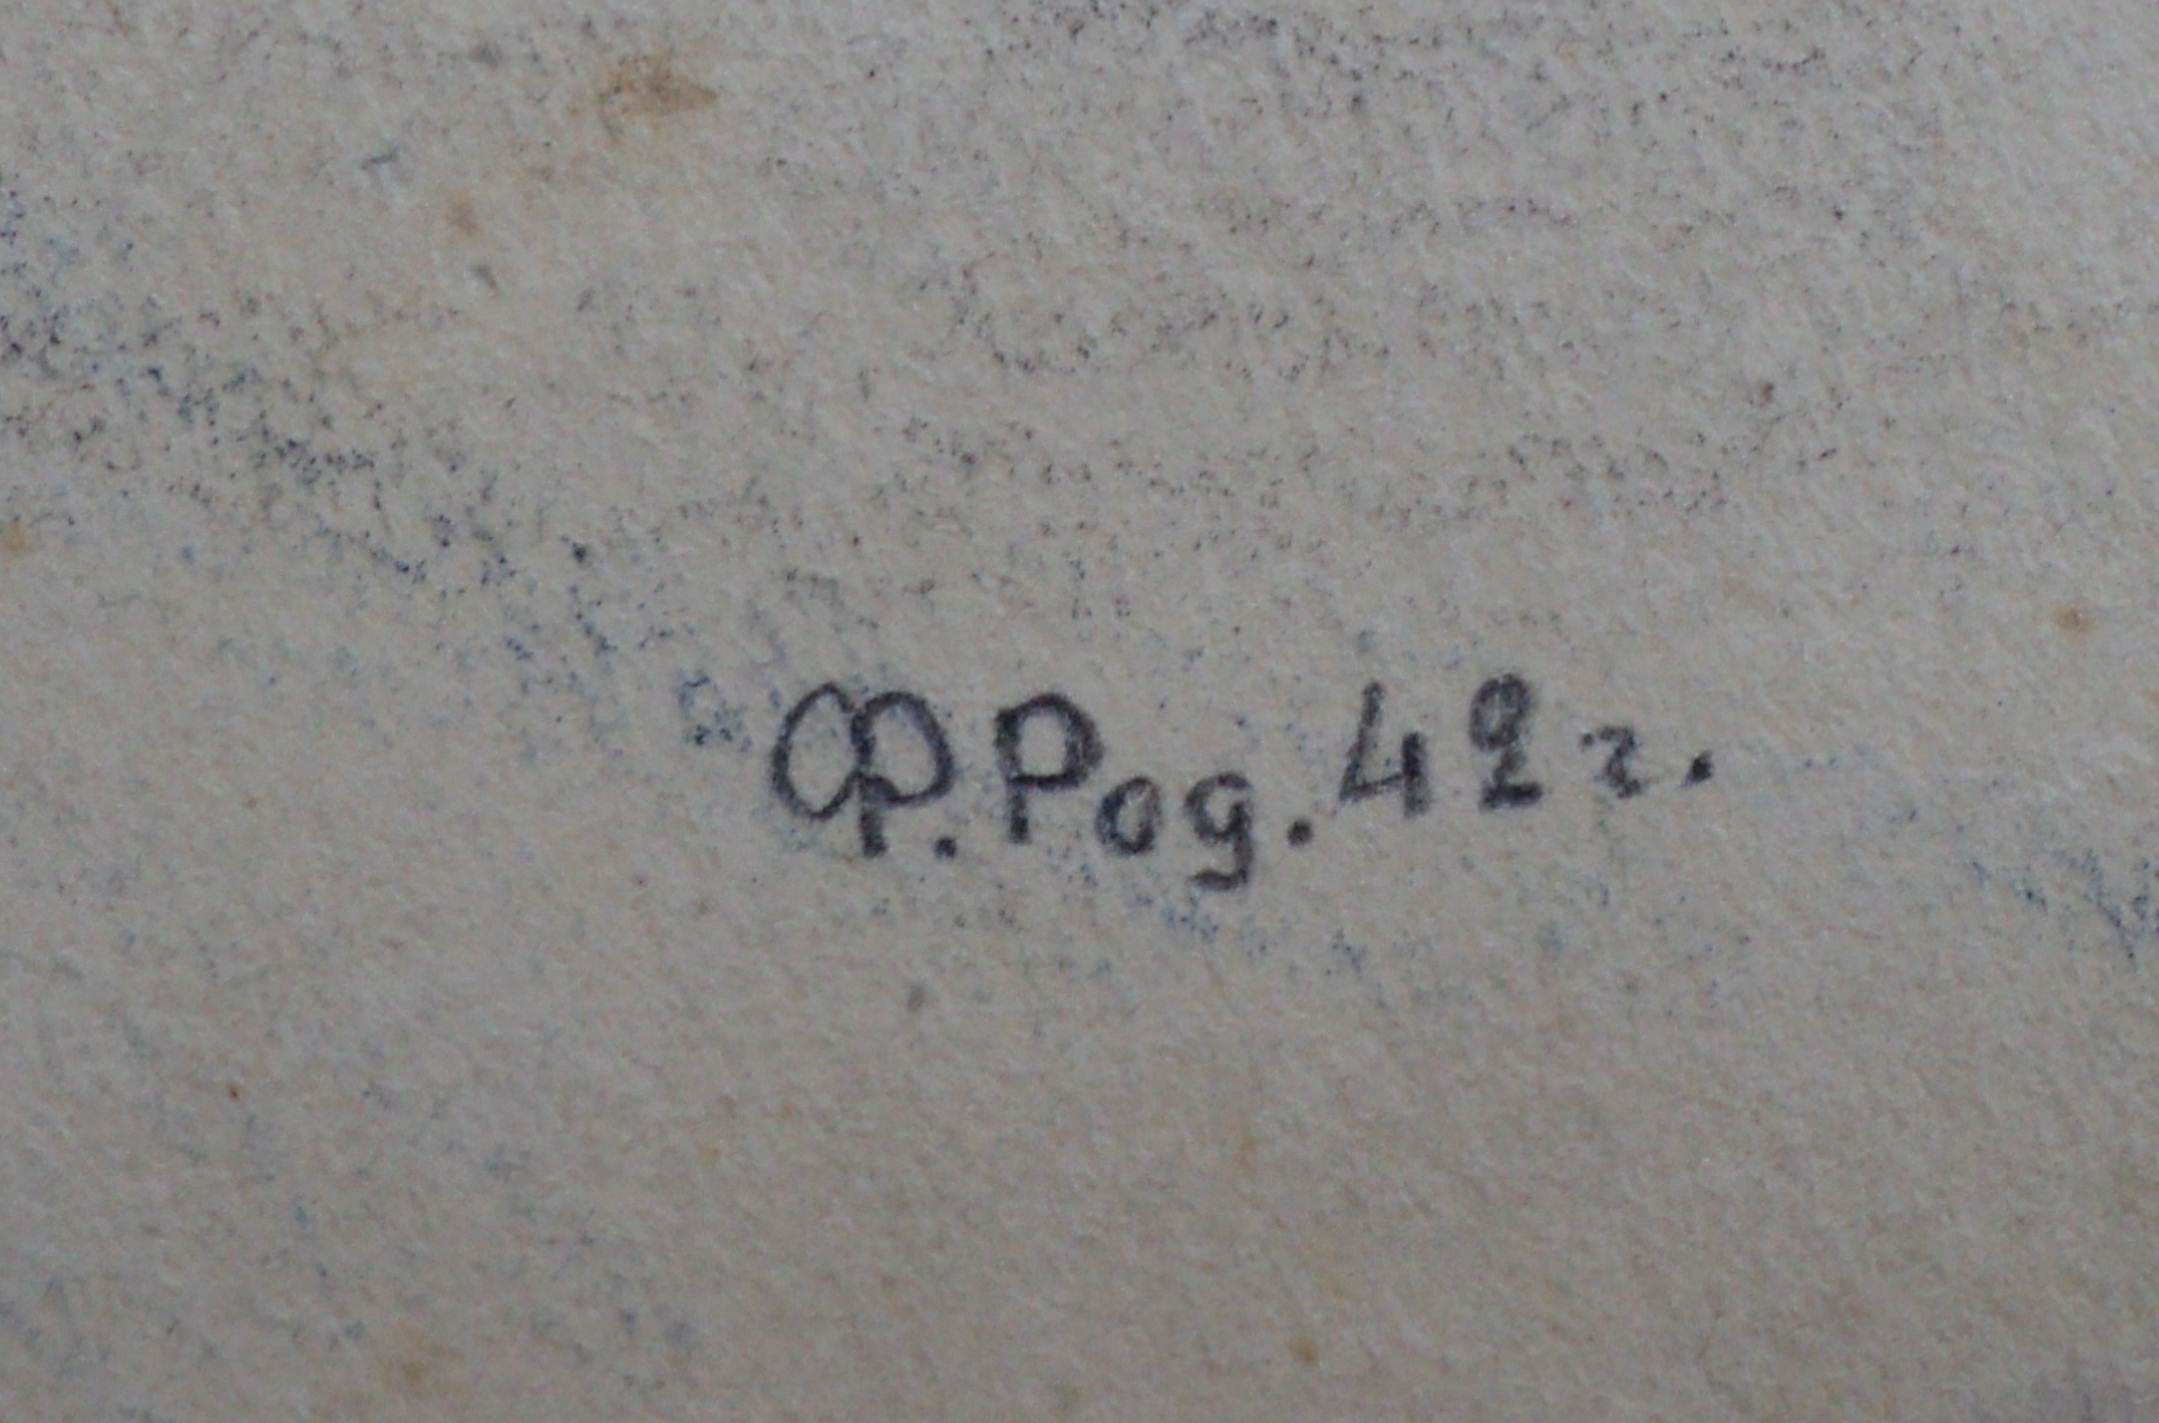 Ф. Род. 42 г.